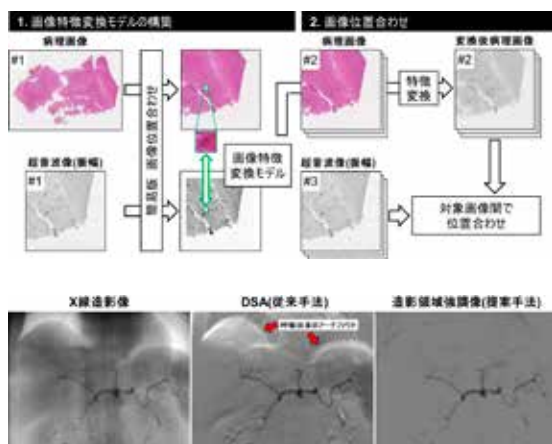 1. 画像特徴変換モデルの構築
2. 画像位置合わせ
病理画像
#1
超音波像(振幅)
#1
簡易版 画像位置合わせ
画像特徴
変換モデル
病理画像
#2
特徴
変換
変換後病理画像
#2
超音波像(振幅)
#3
対象画像間で
位置合わせ
X線造影像
DSA(従来手法)
造影領域強調像(提案手法)